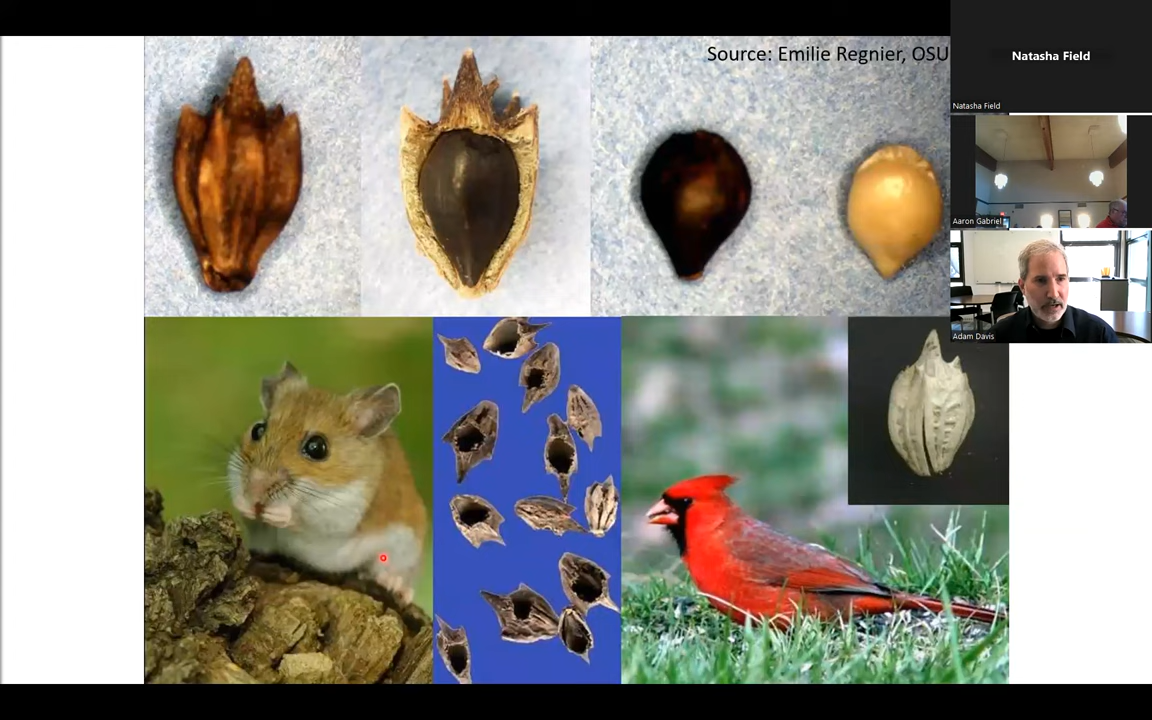 Source: Emilie Regnier, OSU
Natasha Field
Natasha Field
Aaron Gabriel
Adam Davis